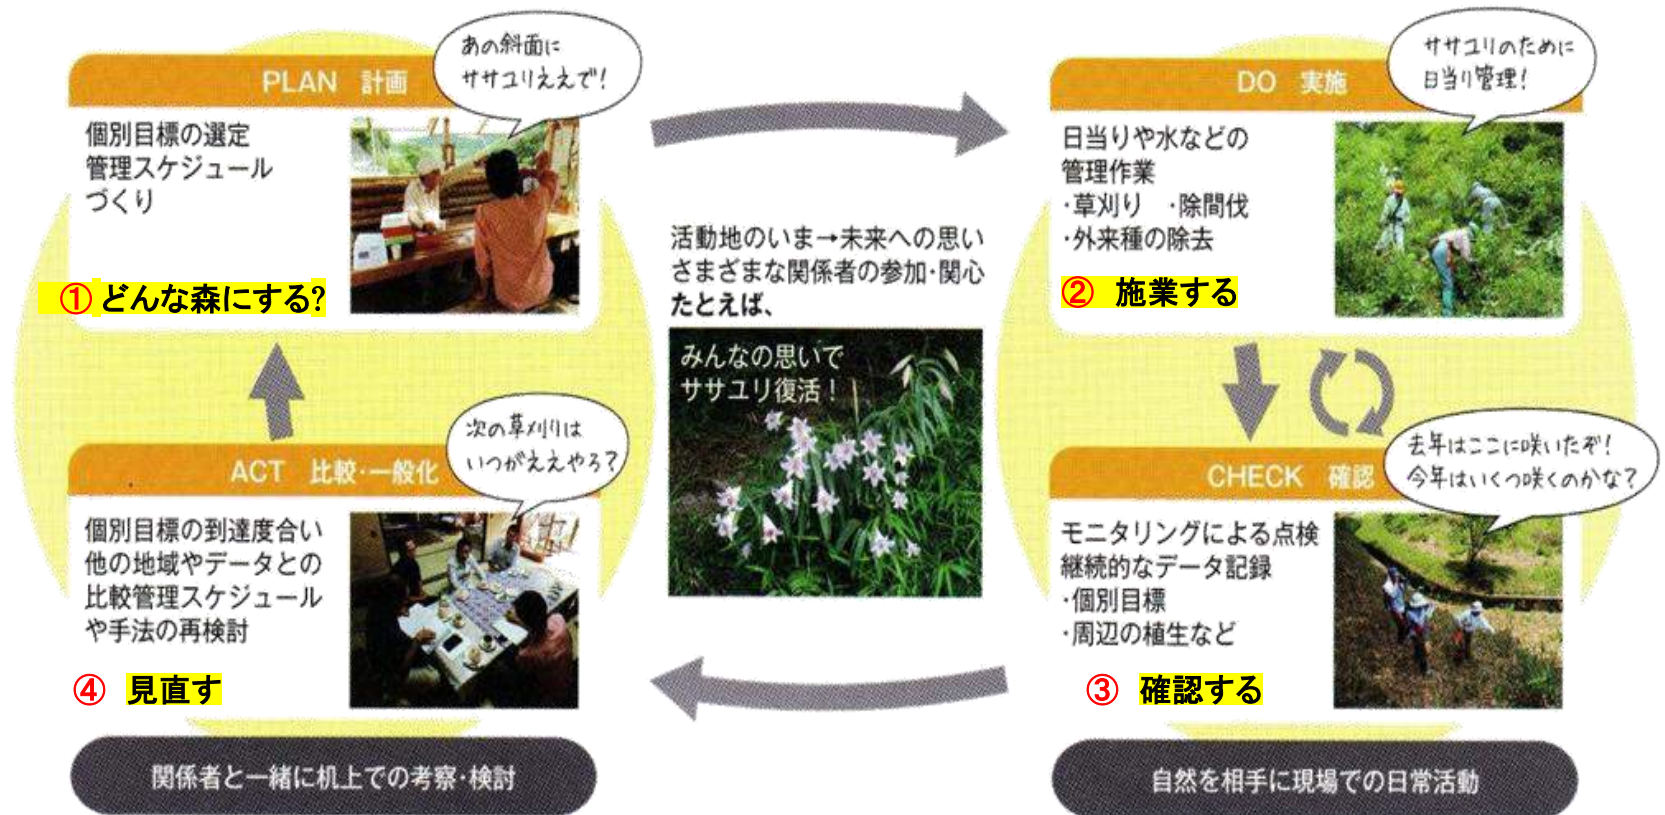 PLAN 計画
あの斜面に
ササユリええで!
個別目標の選定
管理スケジュール
づくり
① どんな森にする?
DO 実施
ササユリのために
日当り管理!
日当りや水などの
管理作業
・草刈り ・除間伐
・外来種の除去
② 施業する
活動地のいま→未来への思い
さまざまな関係者の参加・関心
たとえば、
みんなの思いで
ササユリ復活!
ACT 比較・一般化
次の草刈りは
いつがええやろ?
個別目標の到達度合い
他の地域やデータとの
比較管理スケジュール
や手法の再検討
④ 見直す
CHECK 確認
去年はここに咲いたぞ!
今年はいくつ咲くのかな?
モニタリングによる点検
継続的なデータ記録
・個別目標
・周辺の植生など
③ 確認する
関係者と一緒に机上での考察・検討
自然を相手に現場での日常活動